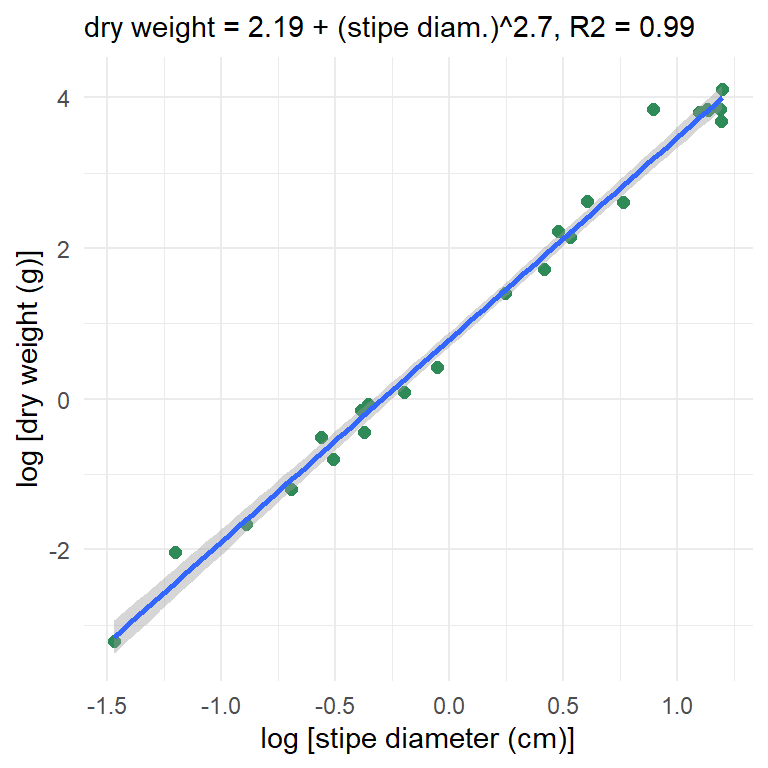 dry weight = 2.19 + (stipe diam.)^2.7, R2 = 0.99
4
2
0
-2
log [dry weight (g)]
-1.5 -1.0 -0.5 0.0 0.5 1.0
log [stipe diameter (cm)]